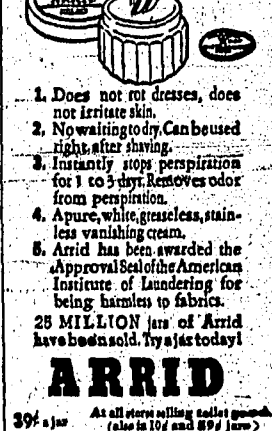 ARRID
1. Does not rot dresses, does
not irritate skin.
2. No waiting to dry. Can be used
right after shaving.
3. Instantly stops perspiration
for 1 to 3 days. Removes odor
from perspiration.
4. A pure, white, greaseless, stain-
less vanishing cream.
5. Arrid has been awarded the
Approval Seal of the American
Institute of Laundering for
being harmless to fabrics.
25 MILLION jars of Arrid
have been sold. Try a jar today!
ARRID
39¢ a jar
At all stores selling toilet goods
(also in 10¢ and 59¢ jars)